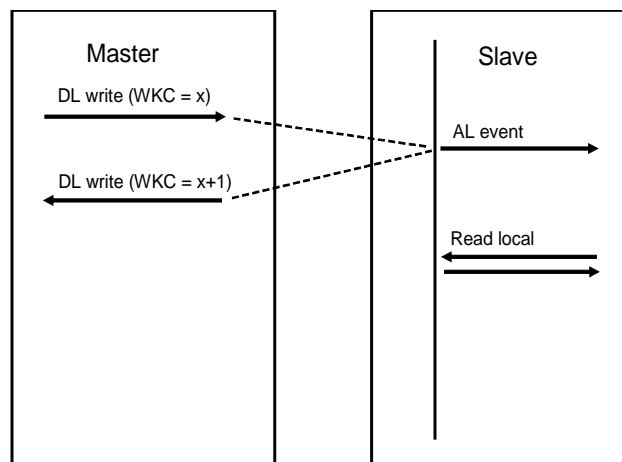 Master
Slave
DL write (WKC = x)
AL event
DL write (WKC = x+1)
Read local